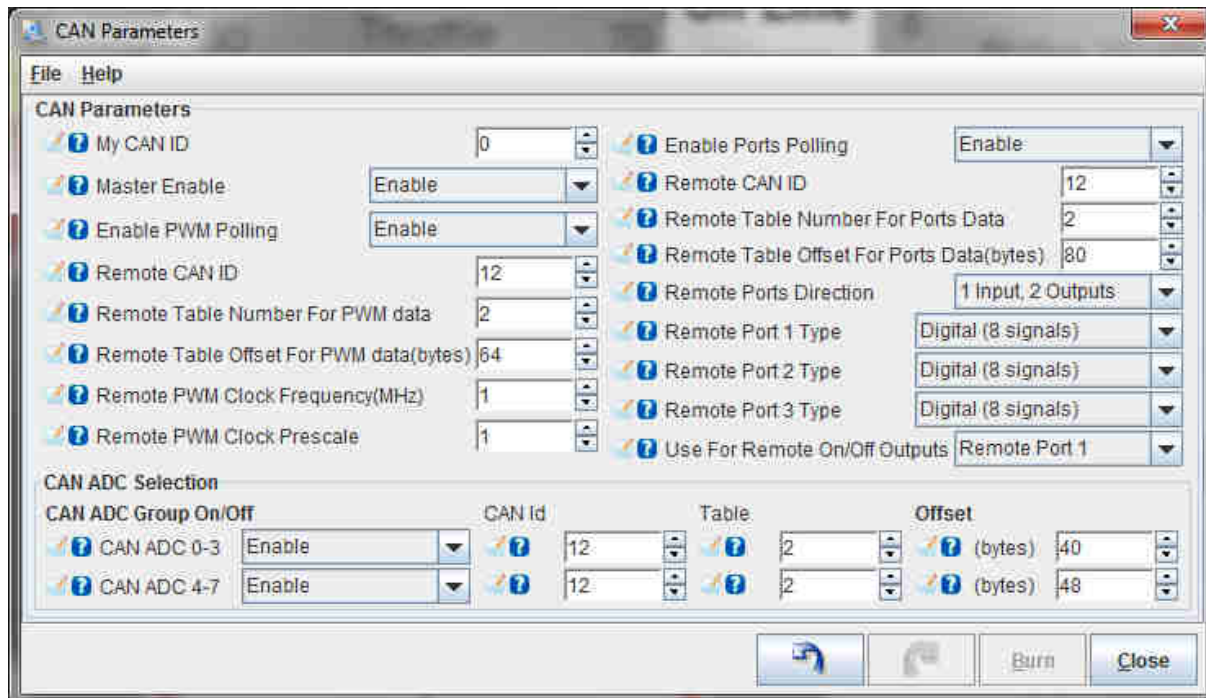 Throttle
CAN Parameters
File Help
CAN Parameters
My CAN ID 0
Master Enable Enable
Enable PWM Polling Enable
Remote CAN ID 12
Remote Table Number For PWM data 2
Remote Table Offset For PWM data(bytes) 64
Remote PWM Clock Frequency(MHz) 1
Remote PWM Clock Prescale 1
Enable Ports Polling Enable
Remote CAN ID 12
Remote Table Number For Ports Data 2
Remote Table Offset For Ports Data(bytes) 80
Remote Ports Direction 1 Input, 2 Outputs
Remote Port 1 Type Digital (8 signals)
Remote Port 2 Type Digital (8 signals)
Remote Port 3 Type Digital (8 signals)
Use For Remote On/Off Outputs Remote Port 1
CAN ADC Selection
CAN ADC Group On/Off CAN Id Table Offset
CAN ADC 0-3 Enable 12 2 (bytes) 40
CAN ADC 4-7 Enable 12 2 (bytes) 48
Burn Close